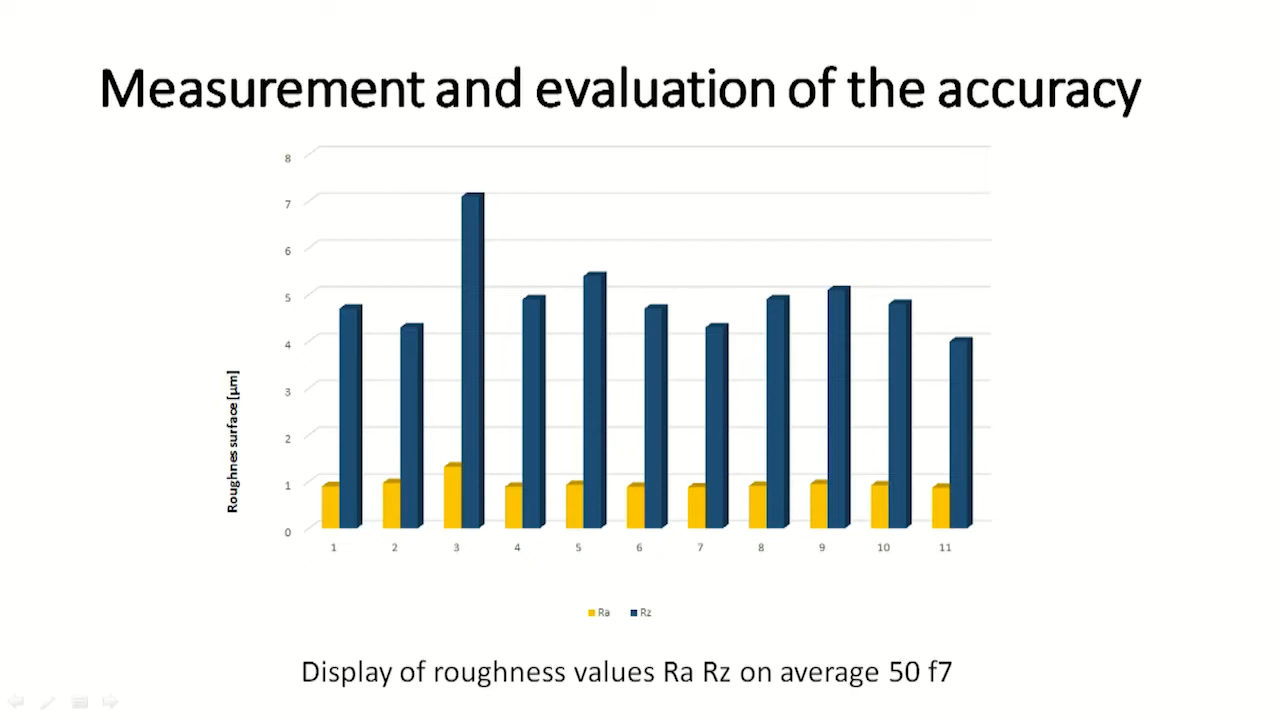 Measurement and evaluation of the accuracy
8
7
6
5
4
3
2
1
0
Roughnes surface [µm]
1 2 3 4 5 6 7 8 9 10 11
Ra Rz
Display of roughness values Ra Rz on average 50 f7